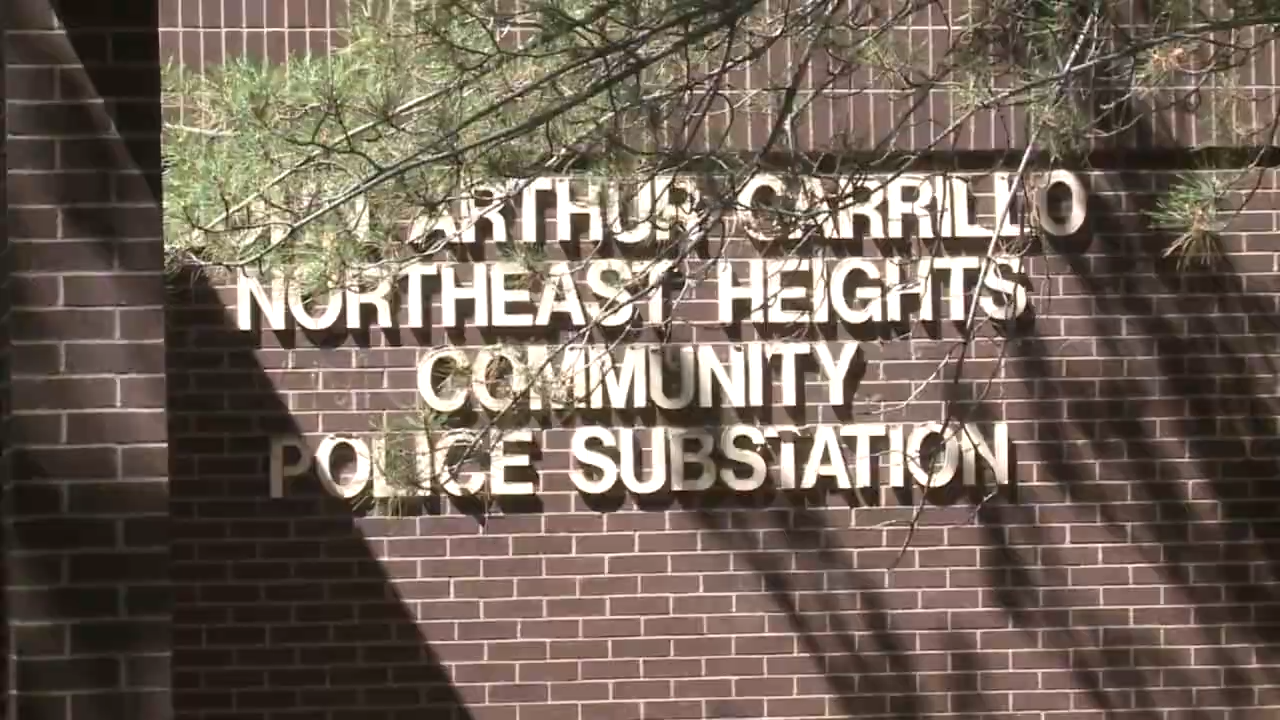 ARTHUR CARRILLO
NORTHEAST HEIGHTS
COMMUNITY
POLICE SUBSTATION